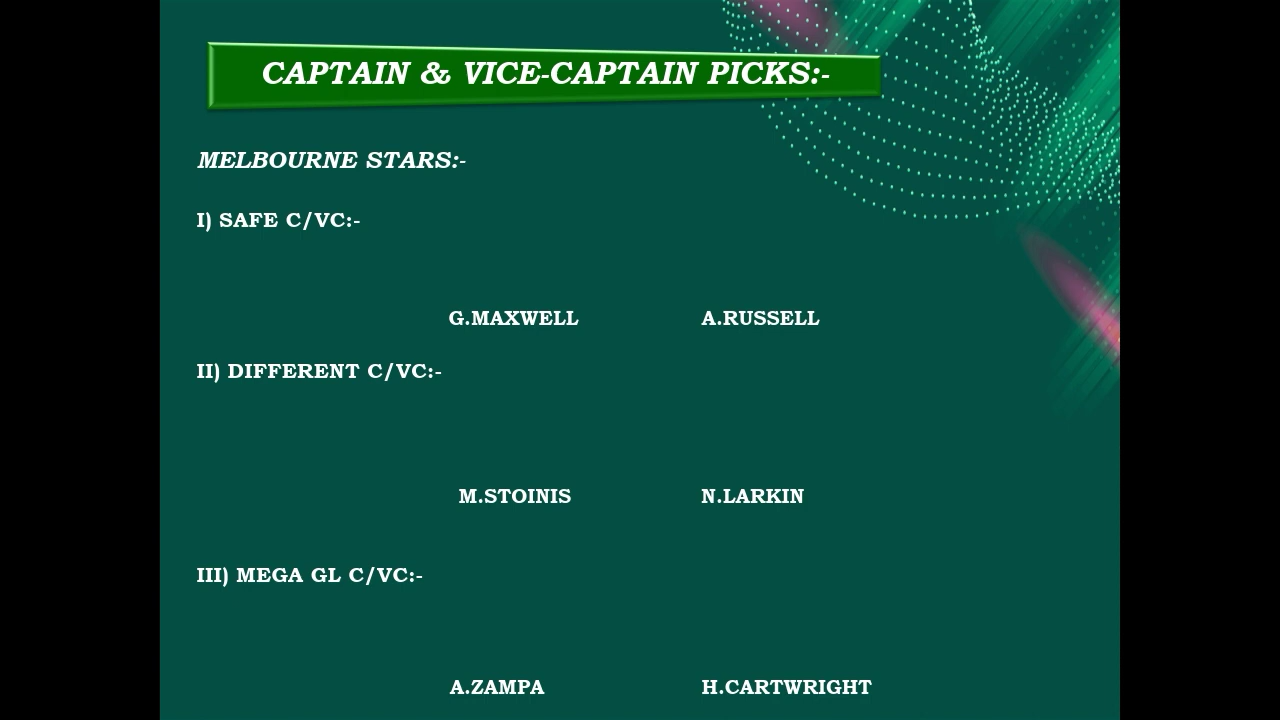 CAPTAIN & VICE-CAPTAIN PICKS:-
MELBOURNE STARS:-
I) SAFE C/VC:-
G.MAXWELL A.RUSSELL
II) DIFFERENT C/VC:-
M.STOINIS N.LARKIN
III) MEGA GL C/VC:-
A.ZAMPA H.CARTWRIGHT